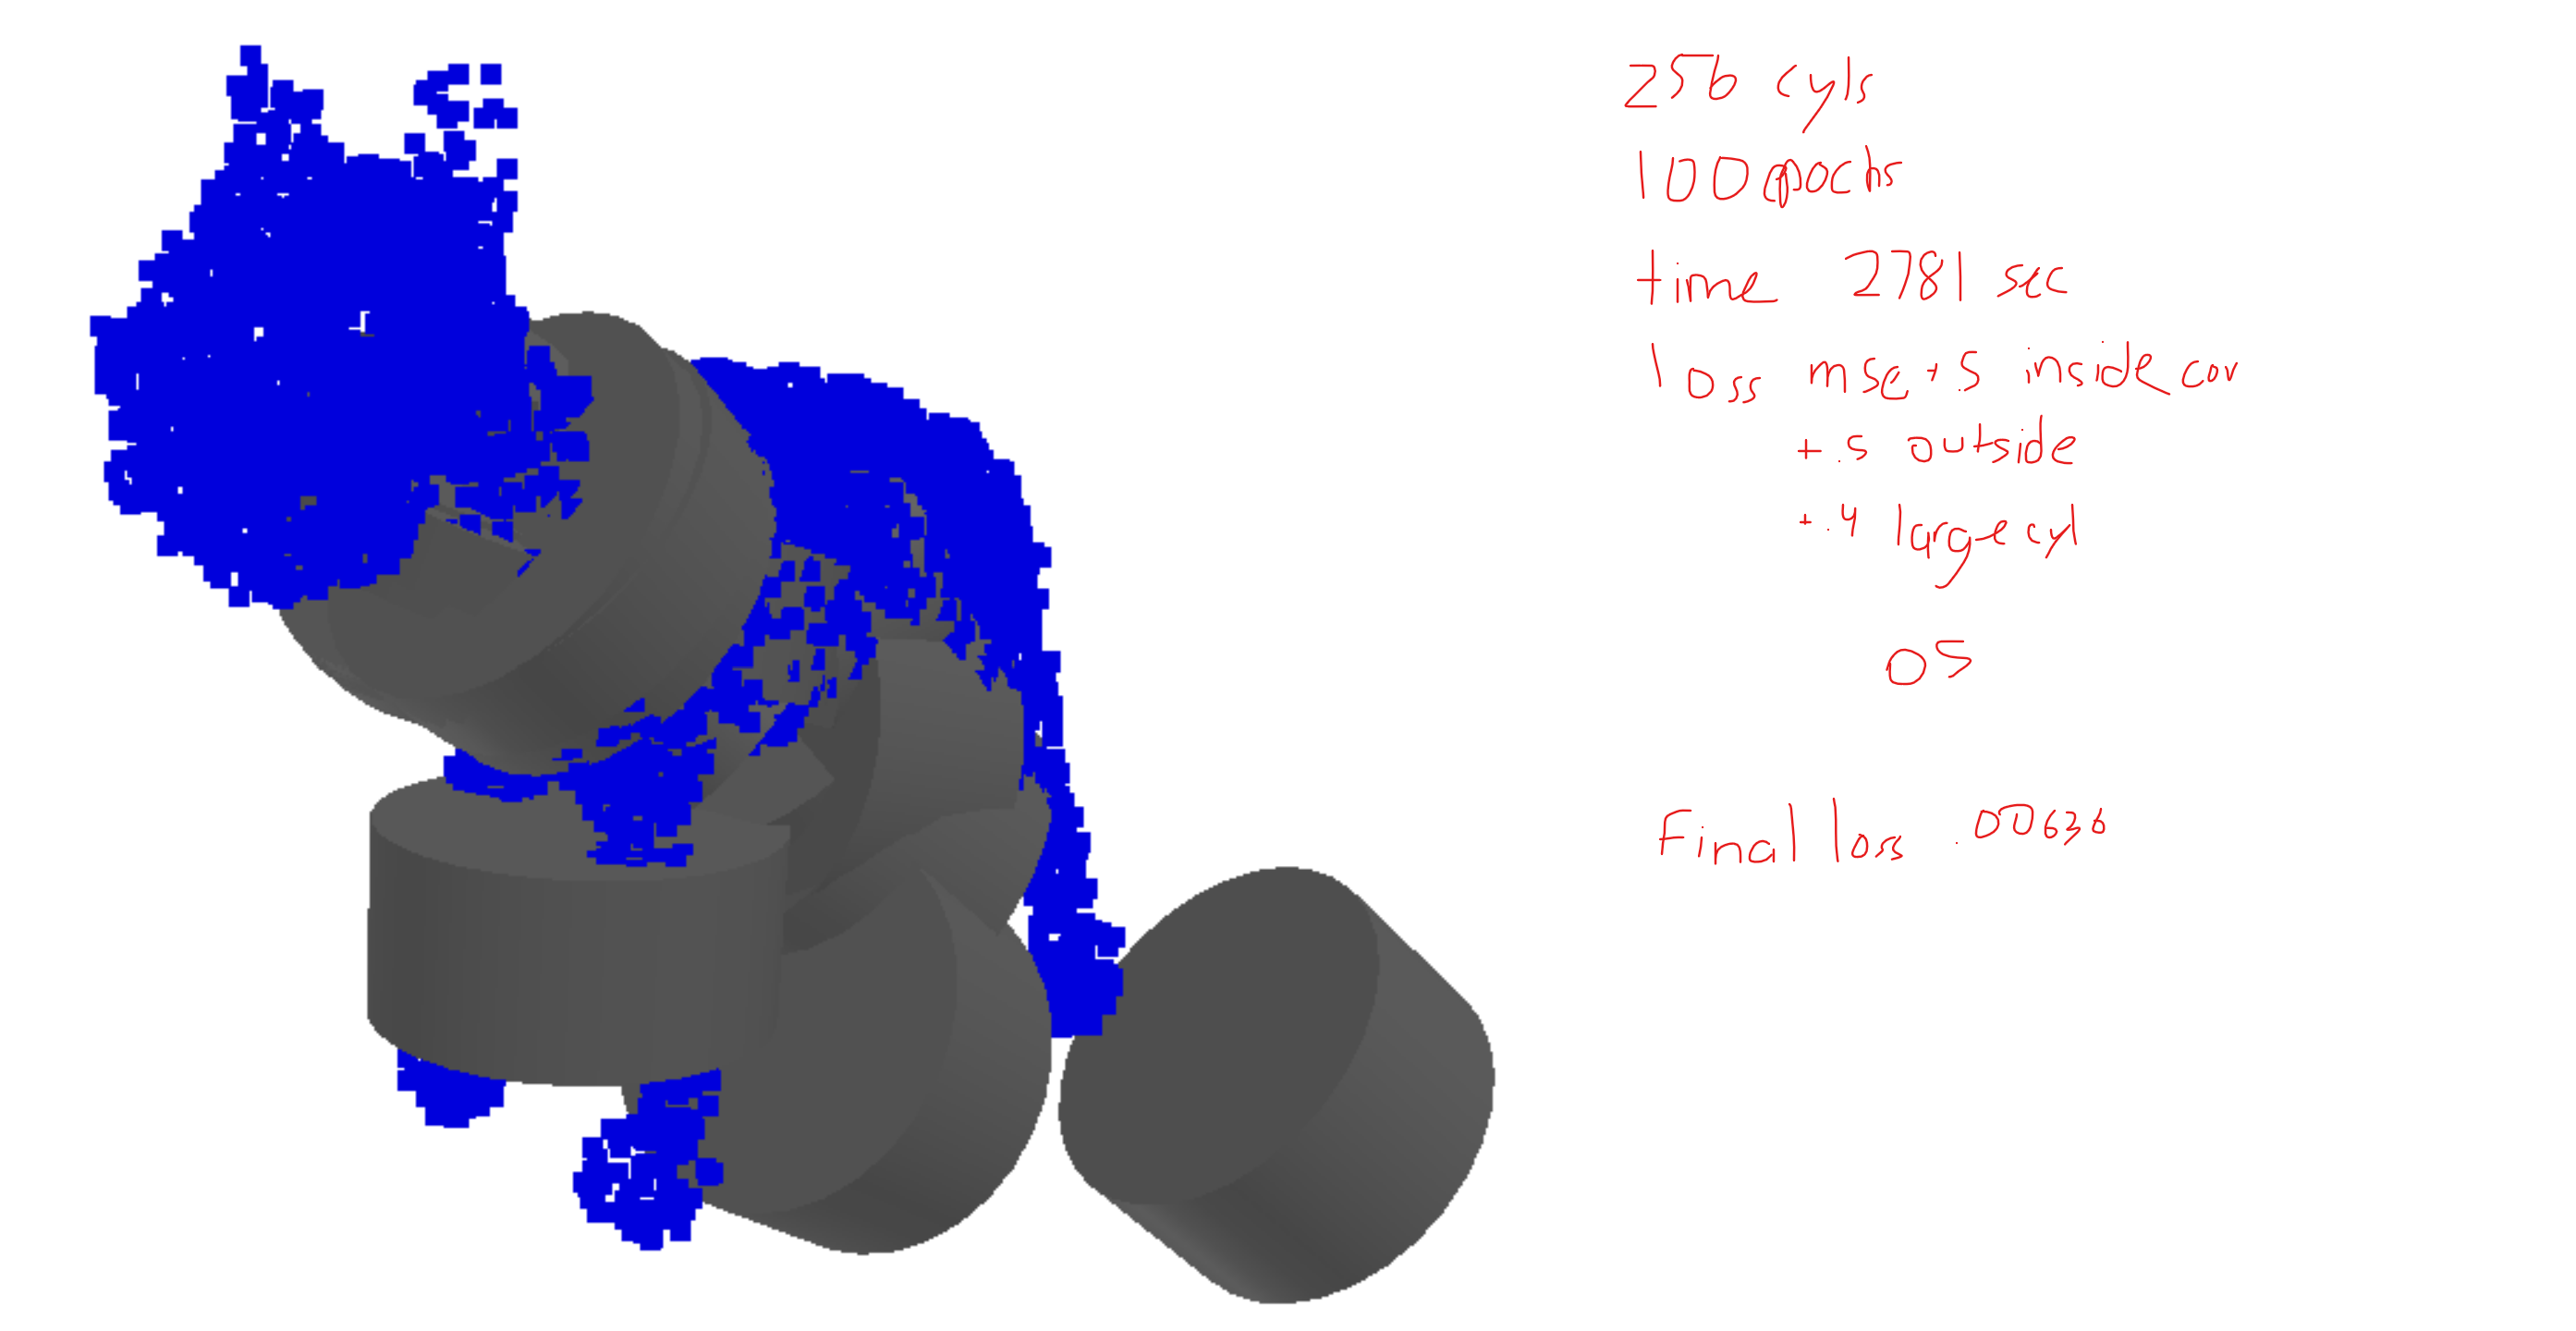 256 cyls
100 epochs
time 2781 sec
loss mse + .5 inside cov
+ .5 outside
+ .4 large cyl
05
Final loss .00636